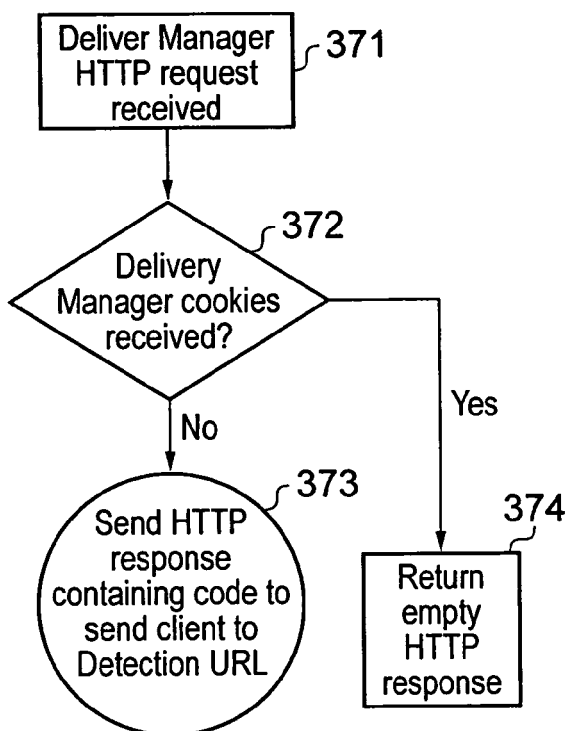 Deliver Manager
HTTP request
received
371
372
Delivery
Manager cookies
received?
Yes
No
373
Send HTTP
response
containing code to
send client to
Detection URL
374
Return
empty
HTTP
response